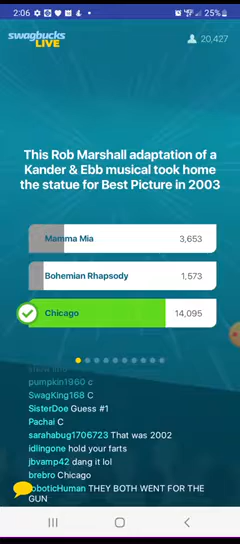 2:06 25%
swagbucks
LIVE
20,427
This Rob Marshall adaptation of a
Kander & Ebb musical took home
the statue for Best Picture in 2003
Mamma Mia 3,653
Bohemian Rhapsody 1,573
Chicago 14,095
pumpkin1960 c
SwagKing168 C
SisterDoe Guess #1
Pachai C
sarahabug1706723 That was 2002
idlingone hold your farts
jbvamp42 dang it lol
brebro Chicago
oboticHuman THEY BOTH WENT FOR THE
GUN